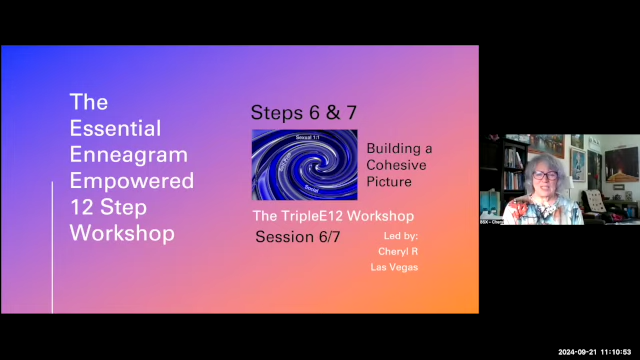 The
Essential
Enneagram
Empowered
12 Step
Workshop
Steps 6 & 7
Sexual 1:1
Social
Building a
Cohesive
Picture
The TripleE12 Workshop
Session 6/7
Led by:
Cheryl R
Las Vegas
2024-09-21 11:10:53